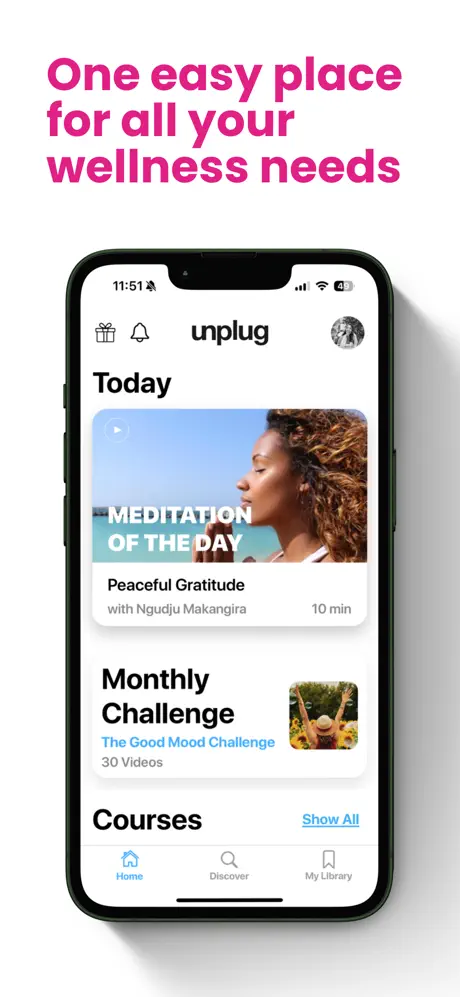 One easy place
for all your
wellness needs
11:51
49
unplug
Today
MEDITATION
OF THE DAY
Peaceful Gratitude
with Ngudju Makangira 10 min
Monthly
Challenge
The Good Mood Challenge
30 Videos
Courses Show All
Home Discover My Library